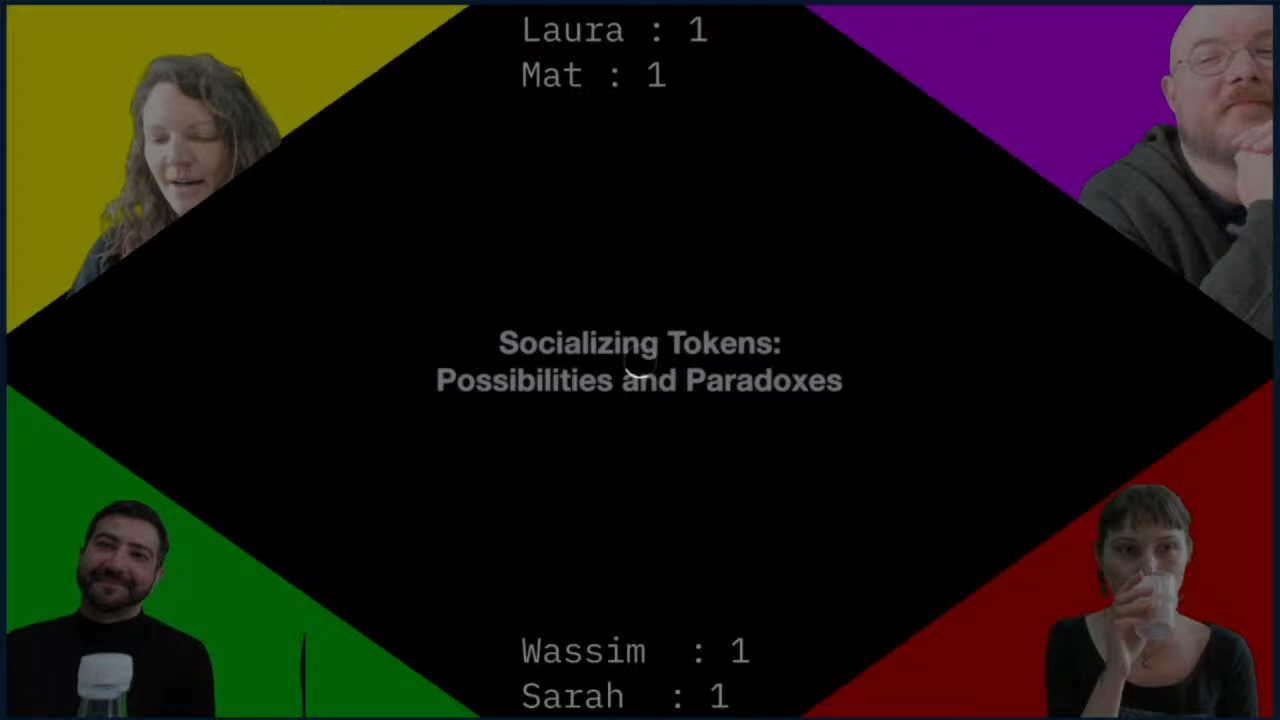 Laura : 1
Mat : 1
Socializing Tokens:
Possibilities and Paradoxes
Wassim : 1
Sarah : 1